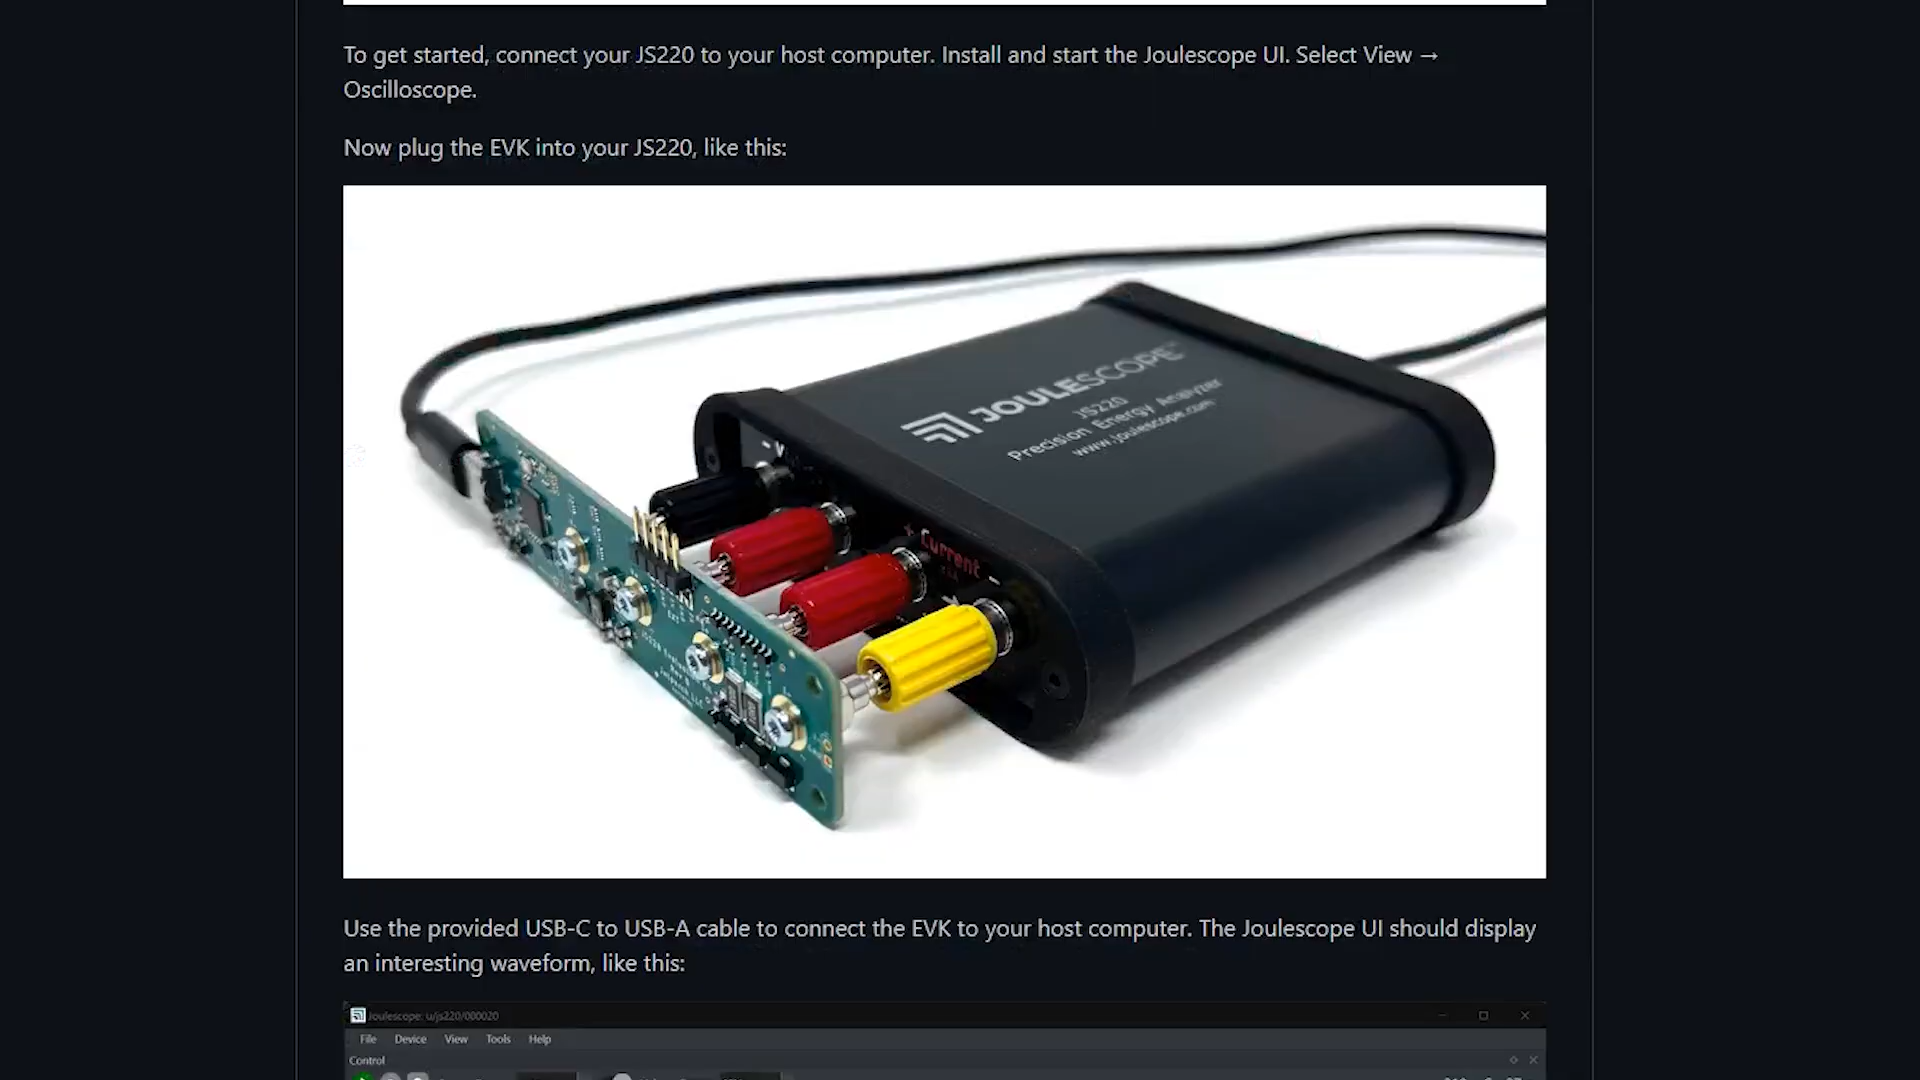 To get started, connect your JS220 to your host computer. Install and start the Joulescope UI. Select View →
Oscilloscope.
Now plug the EVK into your JS220, like this:
JOULESCOPE™
JS220
Precision Energy Analyzer
www.joulescope.com
- V
+ Current -
Use the provided USB-C to USB-A cable to connect the EVK to your host computer. The Joulescope UI should display
an interesting waveform, like this:
Joulescope: u/js220/000020
File Device View Tools Help
Control